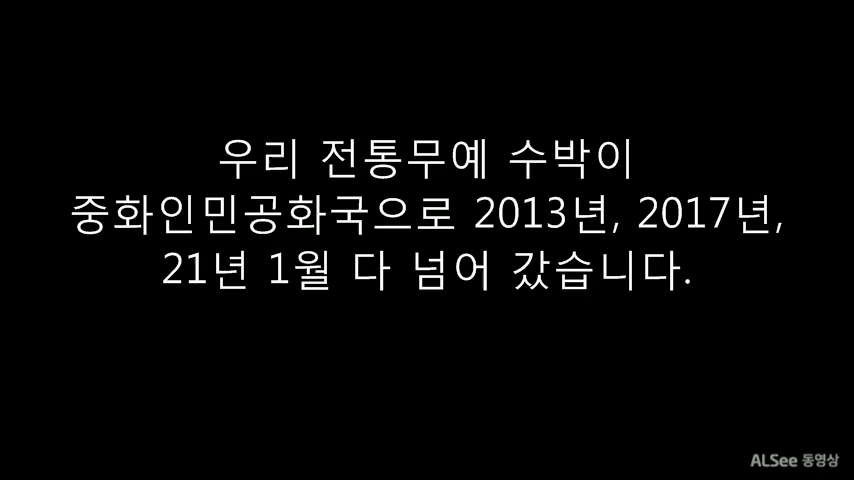 우리 전통무예 수박이
중화인민공화국으로 2013년, 2017년,
21년 1월 다 넘어 갔습니다.
ALSee 동영상